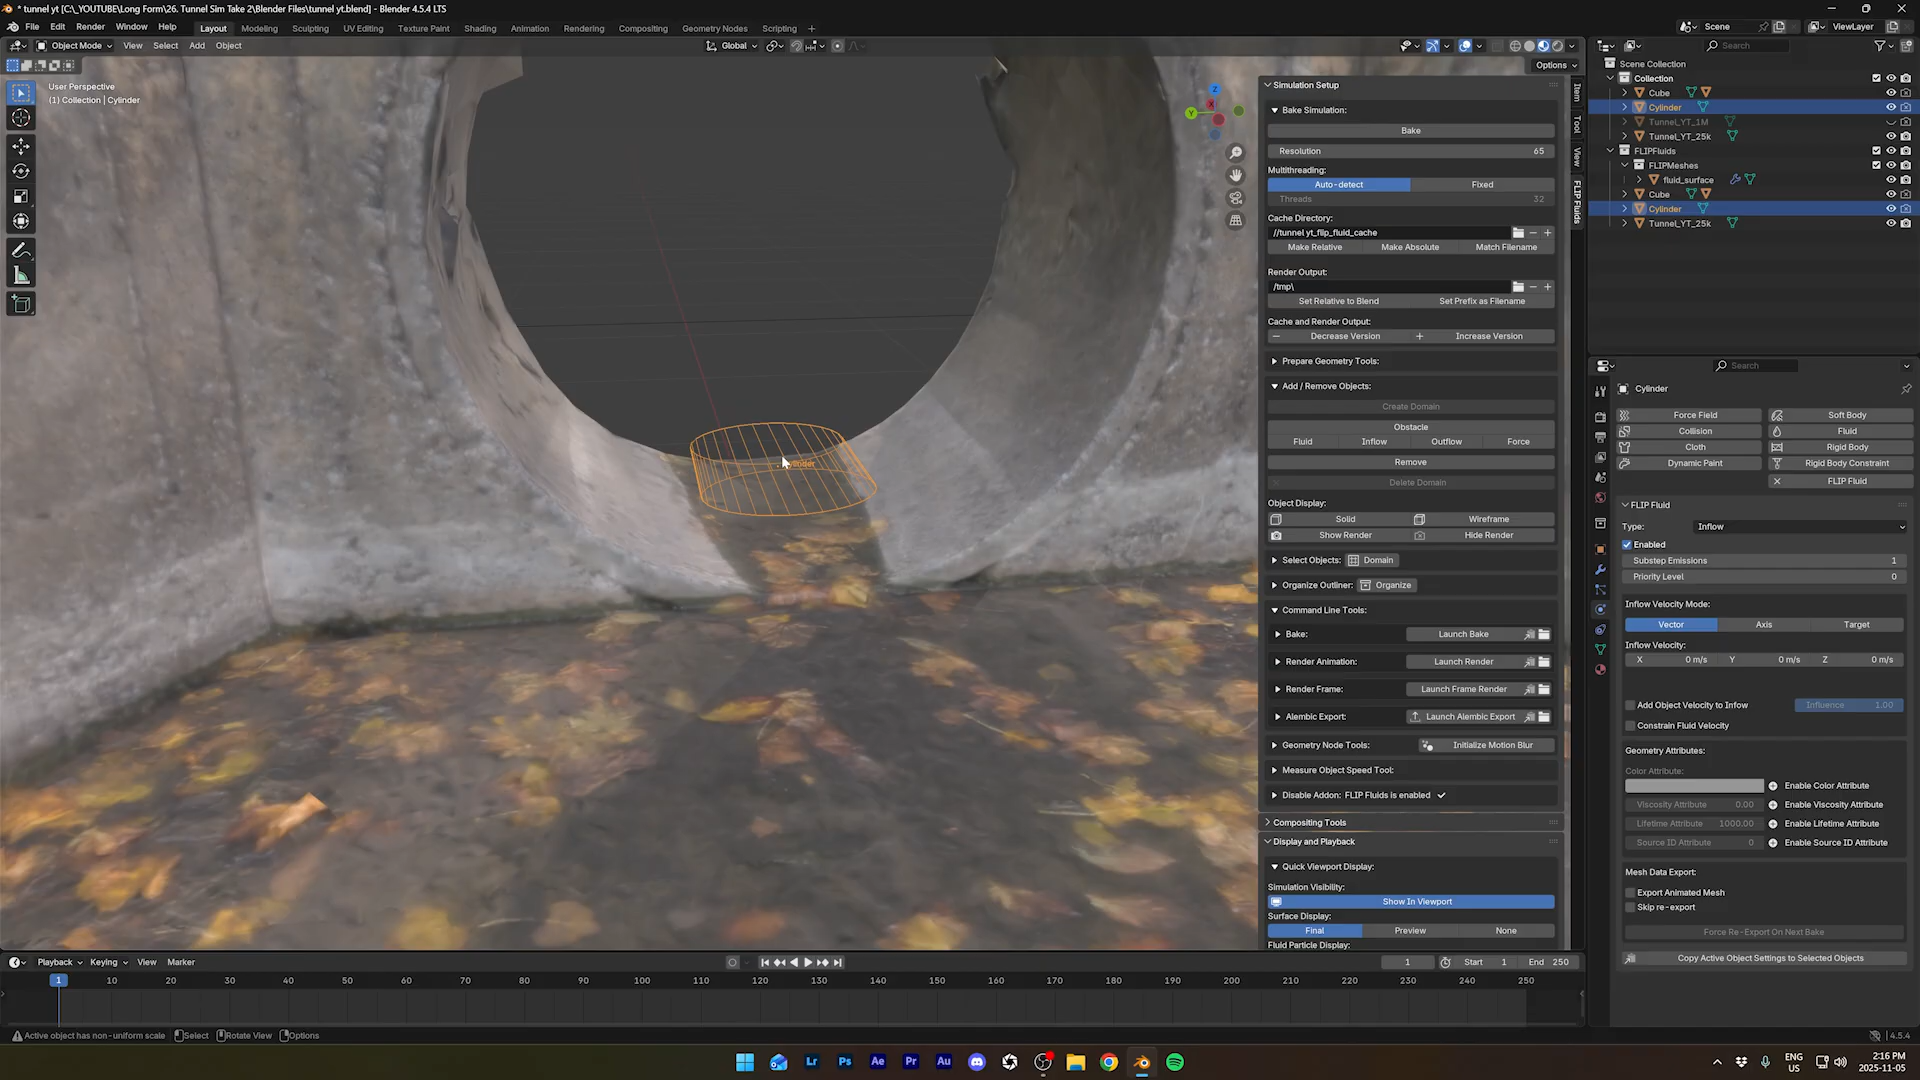 * tunnel yt [C:\_YOUTUBE\Long Form\26. Tunnel Sim Take 2\Blender Files\tunnel yt.blend] - Blender 4.5.4 LTS
File Edit Render Window Help
Layout Modeling Sculpting UV Editing Texture Paint Shading Animation Rendering Compositing Geometry Nodes Scripting +
Scene ViewLayer
Object Mode View Select Add Object
Global
Options
User Perspective
(1) Collection | Cylinder
Z
X
Y
Cylinder
Item
Tool
View
FLIP Fluids
Simulation Setup
Bake Simulation:
Bake
Resolution 65
Multithreading:
Auto-detect Fixed
Threads 32
Cache Directory:
//tunnel yt_flip_fluid_cache
Make Relative Make Absolute Match Filename
Render Output:
/tmp\
Set Relative to Blend Set Prefix as Filename
Cache and Render Output:
Decrease Version Increase Version
Prepare Geometry Tools:
Add / Remove Objects:
Create Domain
Obstacle
Fluid Inflow Outflow Force
Remove
Delete Domain
Object Display:
Solid Wireframe
Show Render Hide Render
Select Objects: Domain
Organize Outliner: Organize
Command Line Tools:
Bake: Launch Bake
Render Animation: Launch Render
Render Frame: Launch Frame Render
Alembic Export: Launch Alembic Export
Geometry Node Tools: Initialize Motion Blur
Measure Object Speed Tool:
Disable Addon: FLIP Fluids is enabled
Compositing Tools
Display and Playback
Quick Viewport Display:
Simulation Visibility:
Show In Viewport
Surface Display:
Final Preview None
Fluid Particle Display:
Search
Scene Collection
Collection
Cube
Cylinder
Tunnel_YT_1M
Tunnel_YT_25k
FLIPFluids
FLIPMeshes
fluid_surface
Cube
Cylinder
Tunnel_YT_25k
Search
Cylinder
Force Field Soft Body
Collision Fluid
Cloth Rigid Body
Dynamic Paint Rigid Body Constraint
FLIP Fluid
FLIP Fluid
Type: Inflow
Enabled
Substep Emissions 1
Priority Level 0
Inflow Velocity Mode:
Vector Axis Target
Inflow Velocity:
X 0 m/s Y 0 m/s Z 0 m/s
Add Object Velocity to Infow Influence 1.00
Constrain Fluid Velocity
Geometry Attributes:
Color Attribute:
Enable Color Attribute
Viscosity Attribute 0.00 Enable Viscosity Attribute
Lifetime Attribute 1000.00 Enable Lifetime Attribute
Source ID Attribute 0 Enable Source ID Attribute
Mesh Data Export:
Export Animated Mesh
Skip re-export
Force Re-Export On Next Bake
Copy Active Object Settings to Selected Objects
Playback Keying View Marker
1 Start 1 End 250
1 10 20 30 40 50 60 70 80 90 100 110 120 130 140 150 160 170 180 190 200 210 220 230 240 250
Active object has non-uniform scale Select Rotate View Options
4.5.4
Lr Ps Ae Pr Au
ENG
US
2:16 PM
2025-11-05